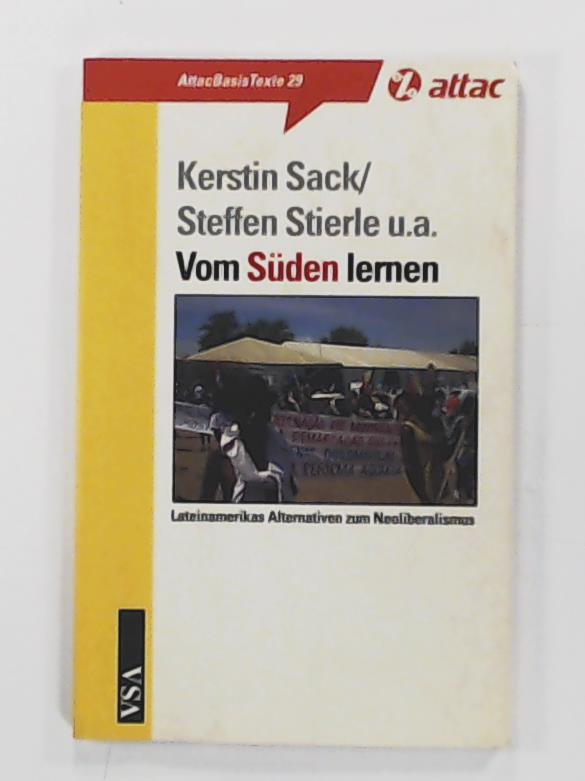 AttacBasisTexte 29
attac
Kerstin Sack/
Steffen Stierle u.a.
Vom Süden lernen
Lateinamerikas Alternativen zum Neoliberalismus
VSA